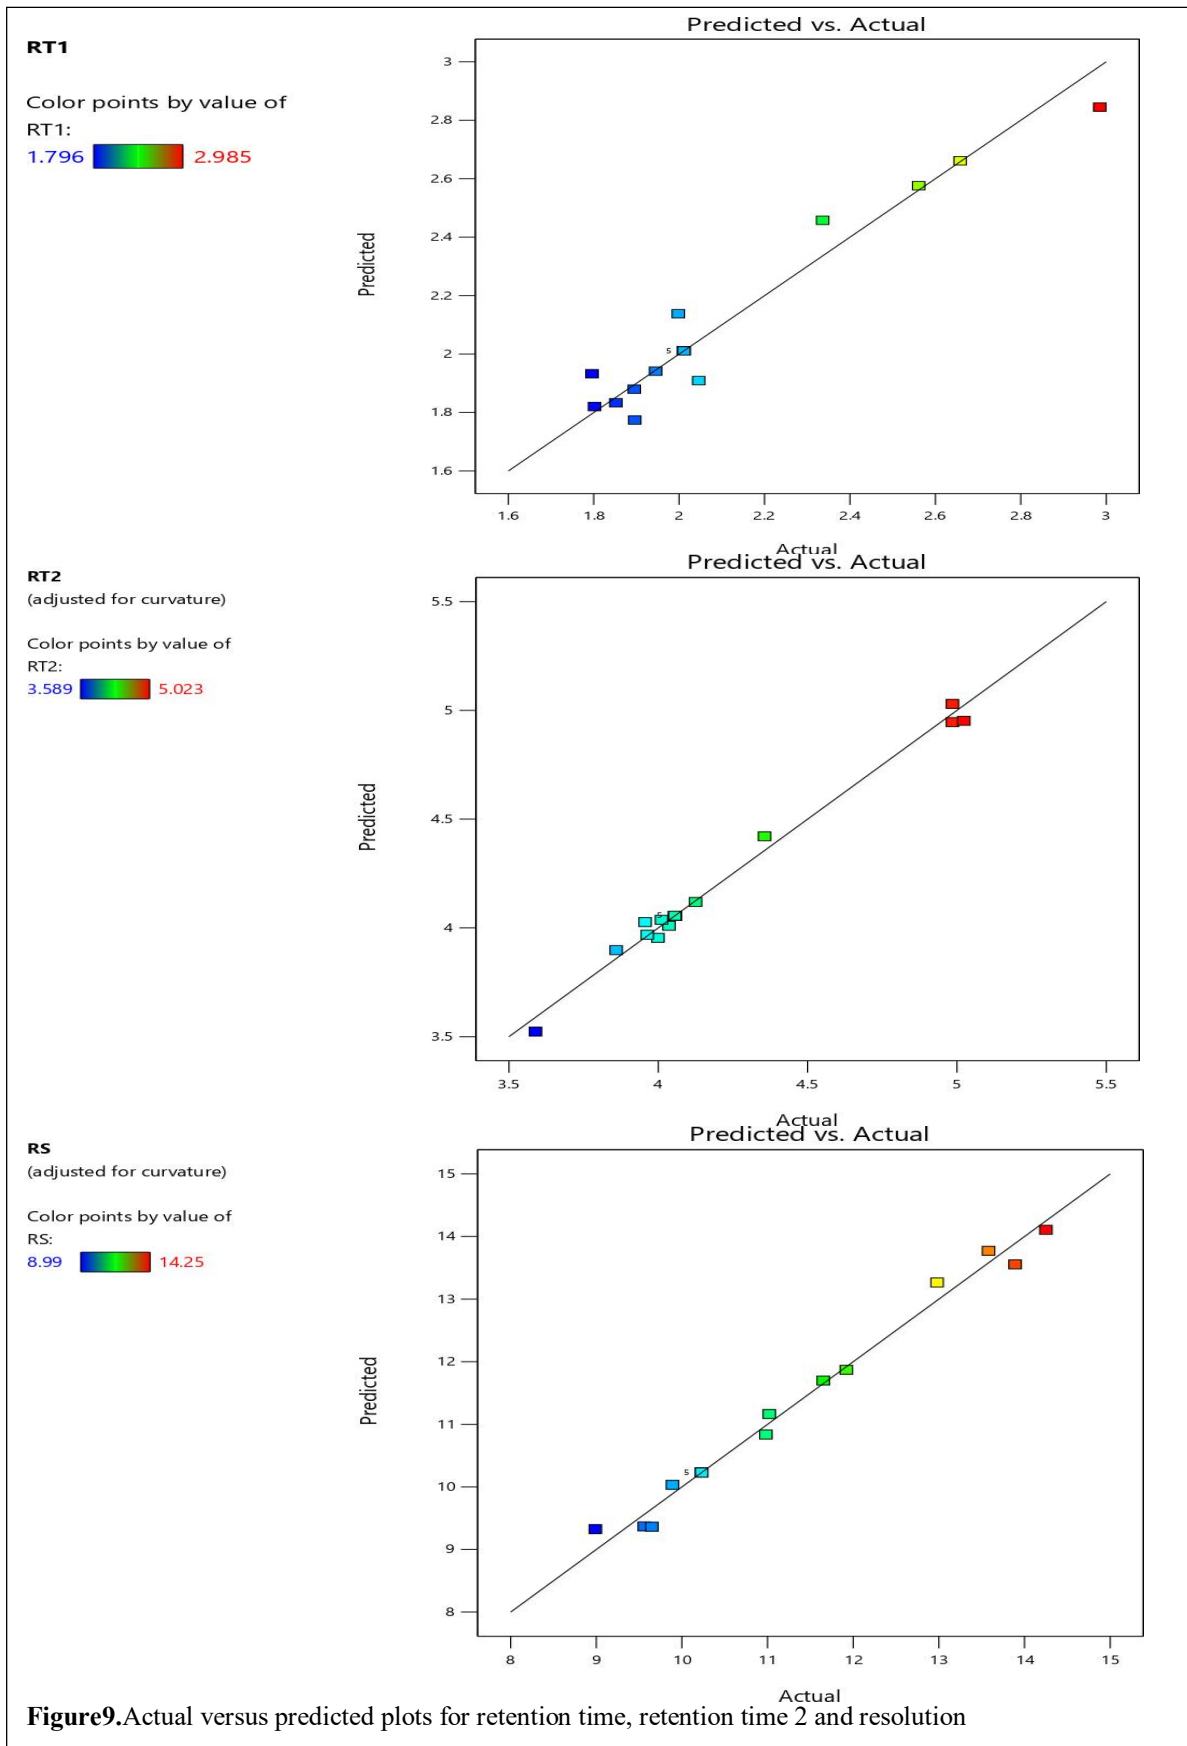 Predicted vs. Actual
RT1
Color points by value of
RT1:
1.796 2.985
3
2.8
2.6
2.4
2.2
2
1.8
1.6
Predicted
5
1.6 1.8 2 2.2 2.4 2.6 2.8 3
Actual
Predicted vs. Actual
RT2
(adjusted for curvature)
Color points by value of
RT2:
3.589 5.023
5.5
5
4.5
4
3.5
Predicted
5
3.5 4 4.5 5 5.5
Actual
Predicted vs. Actual
RS
(adjusted for curvature)
Color points by value of
RS:
8.99 14.25
15
14
13
12
11
10
9
8
Predicted
5
8 9 10 11 12 13 14 15
Actual
Figure9.Actual versus predicted plots for retention time, retention time 2 and resolution